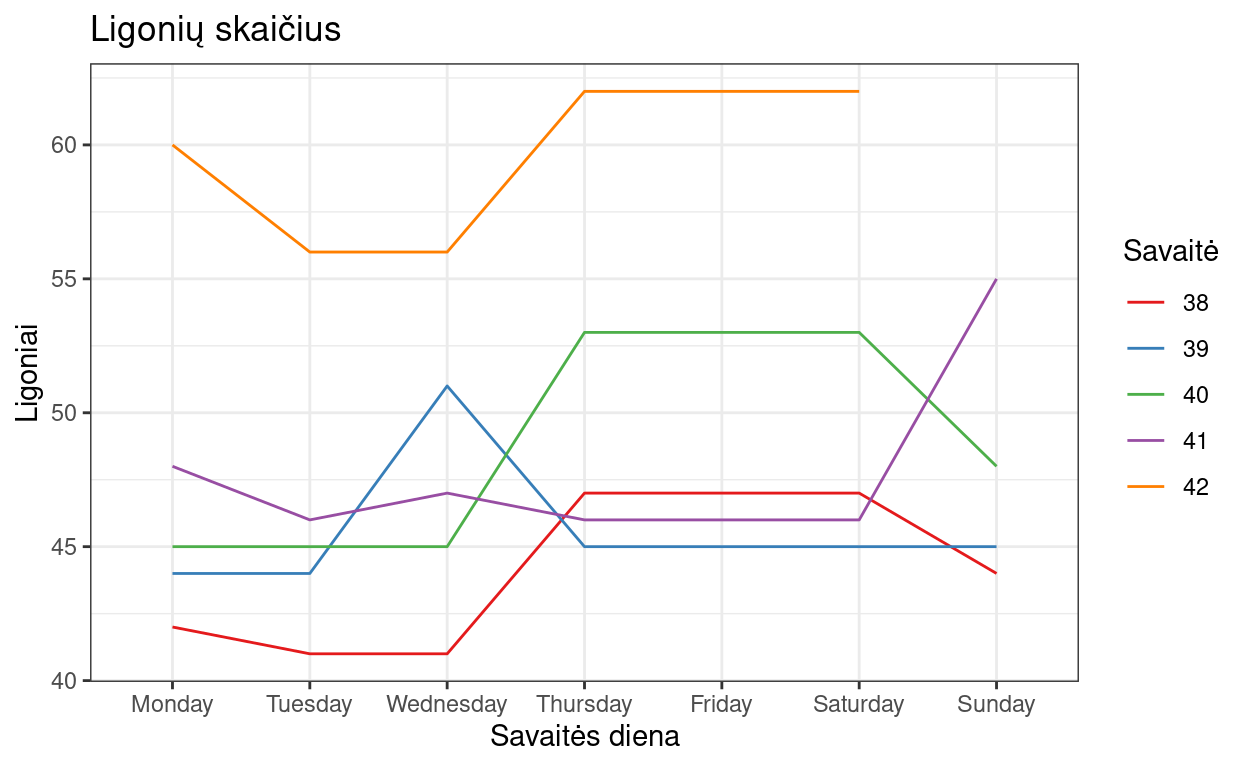 Ligonių skaičius
60
55
50
45
40
Ligoniai
Monday Tuesday Wednesday Thursday Friday Saturday Sunday
Savaitės diena
Savaitė
38
39
40
41
42